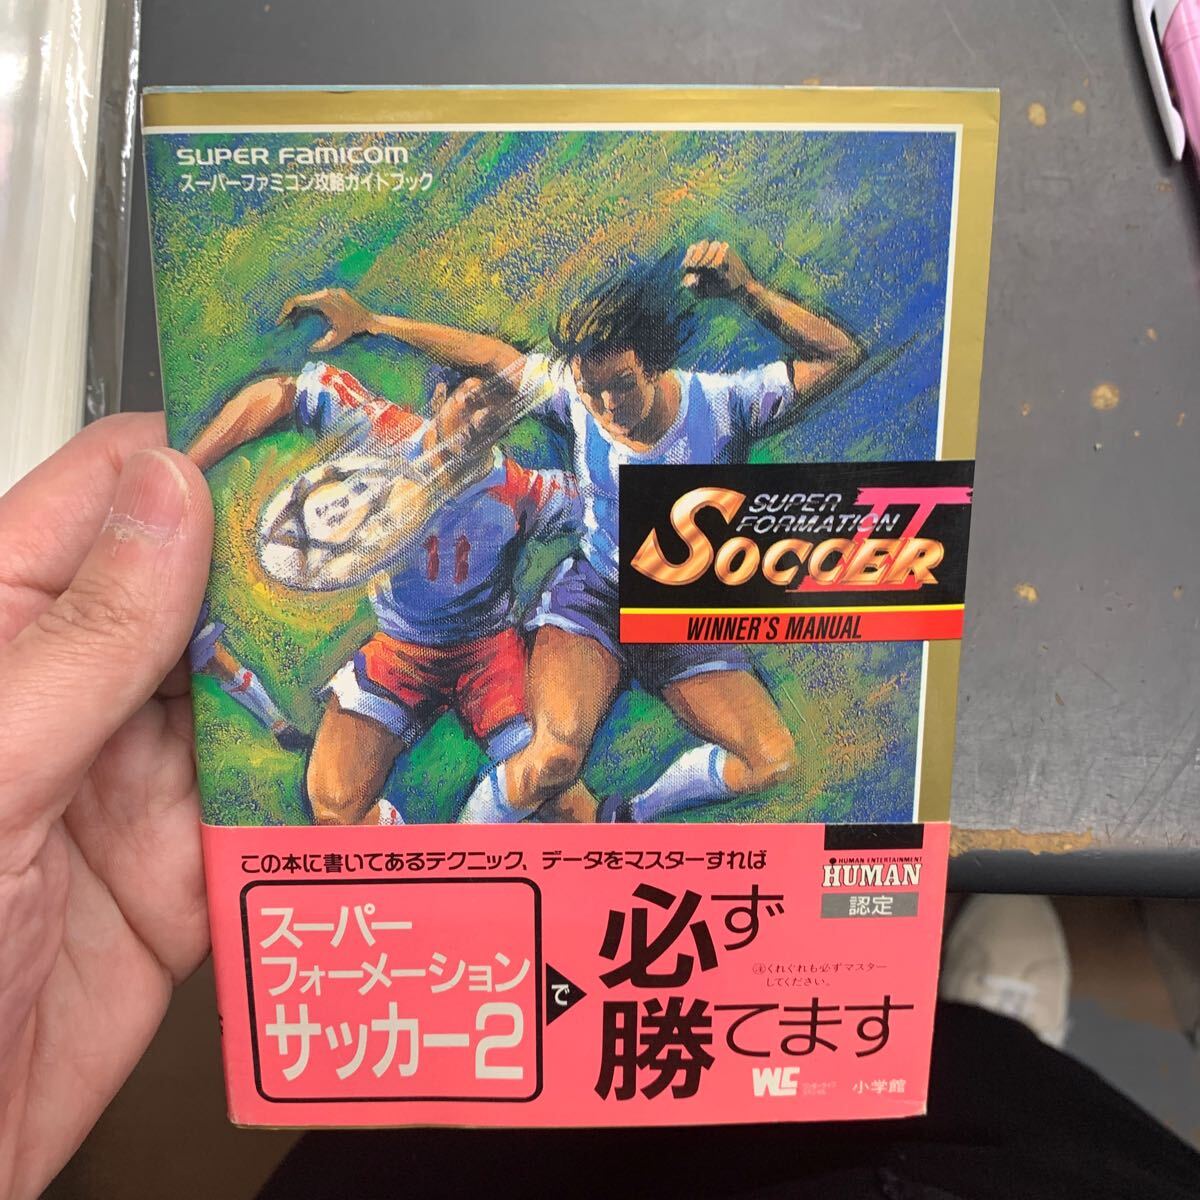 SUPER Famicom
スーパーファミコン攻略ガイドブック
11
SUPER
FORMATION
SOCCER II
WINNER'S MANUAL
この本に書いてあるテクニック、データをマスターすれば
HUMAN ENTERTAINMENT
HUMAN
認定
スーパー
フォーメーション
サッカー2
で
必ず
勝てます
注くれぐれも必ずマスター
してください。
小学館